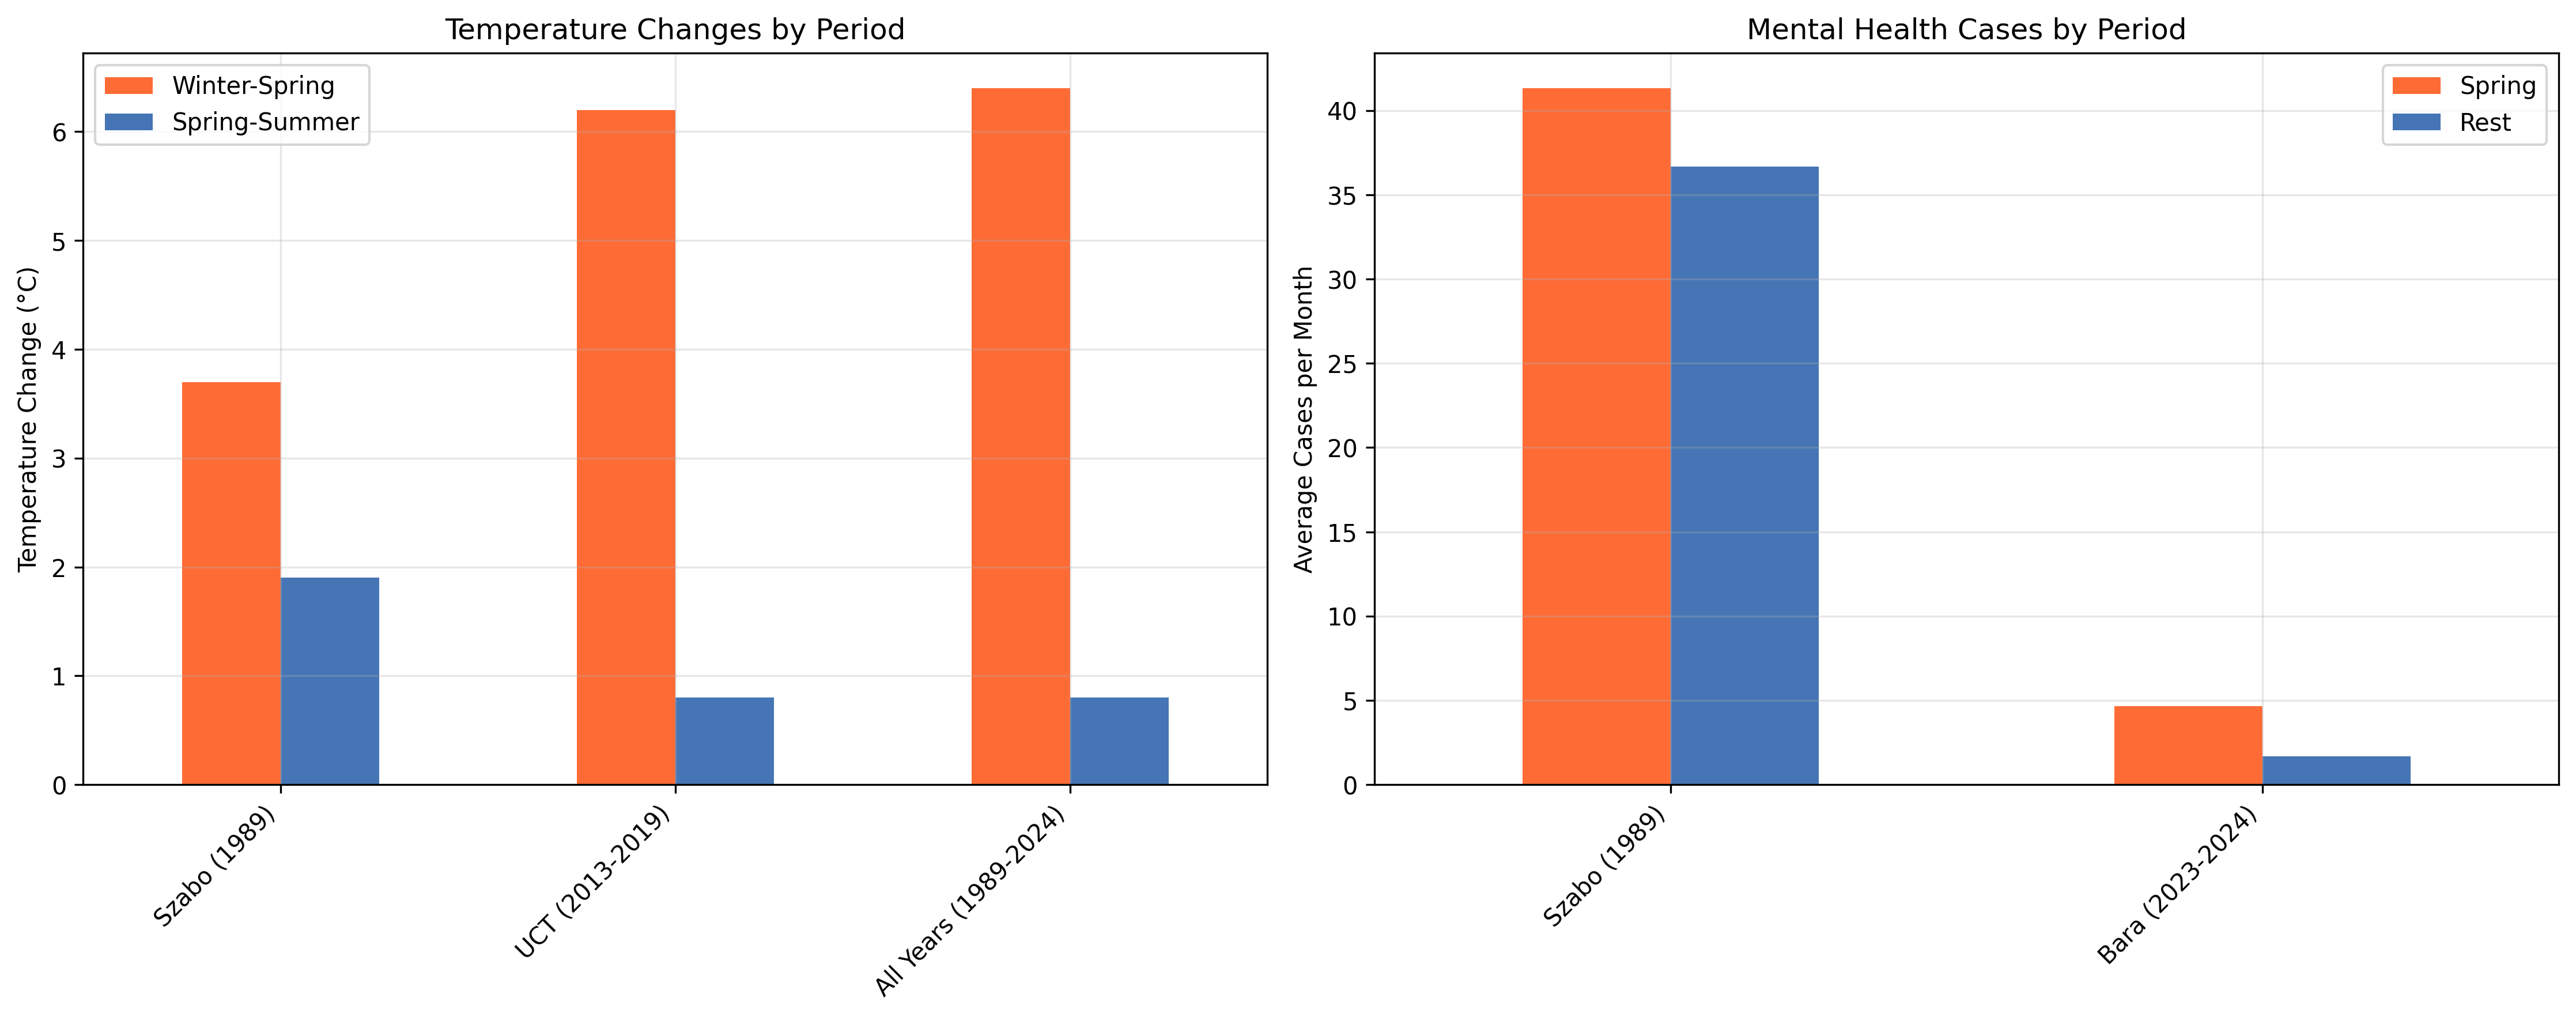 Temperature Changes by Period
Winter-Spring
Spring-Summer
Temperature Change (°C)
6
5
4
3
2
1
0
Szabo (1989)
UCT (2013-2019)
All Years (1989-2024)
Mental Health Cases by Period
Spring
Rest
Average Cases per Month
40
35
30
25
20
15
10
5
0
Szabo (1989)
Bara (2023-2024)